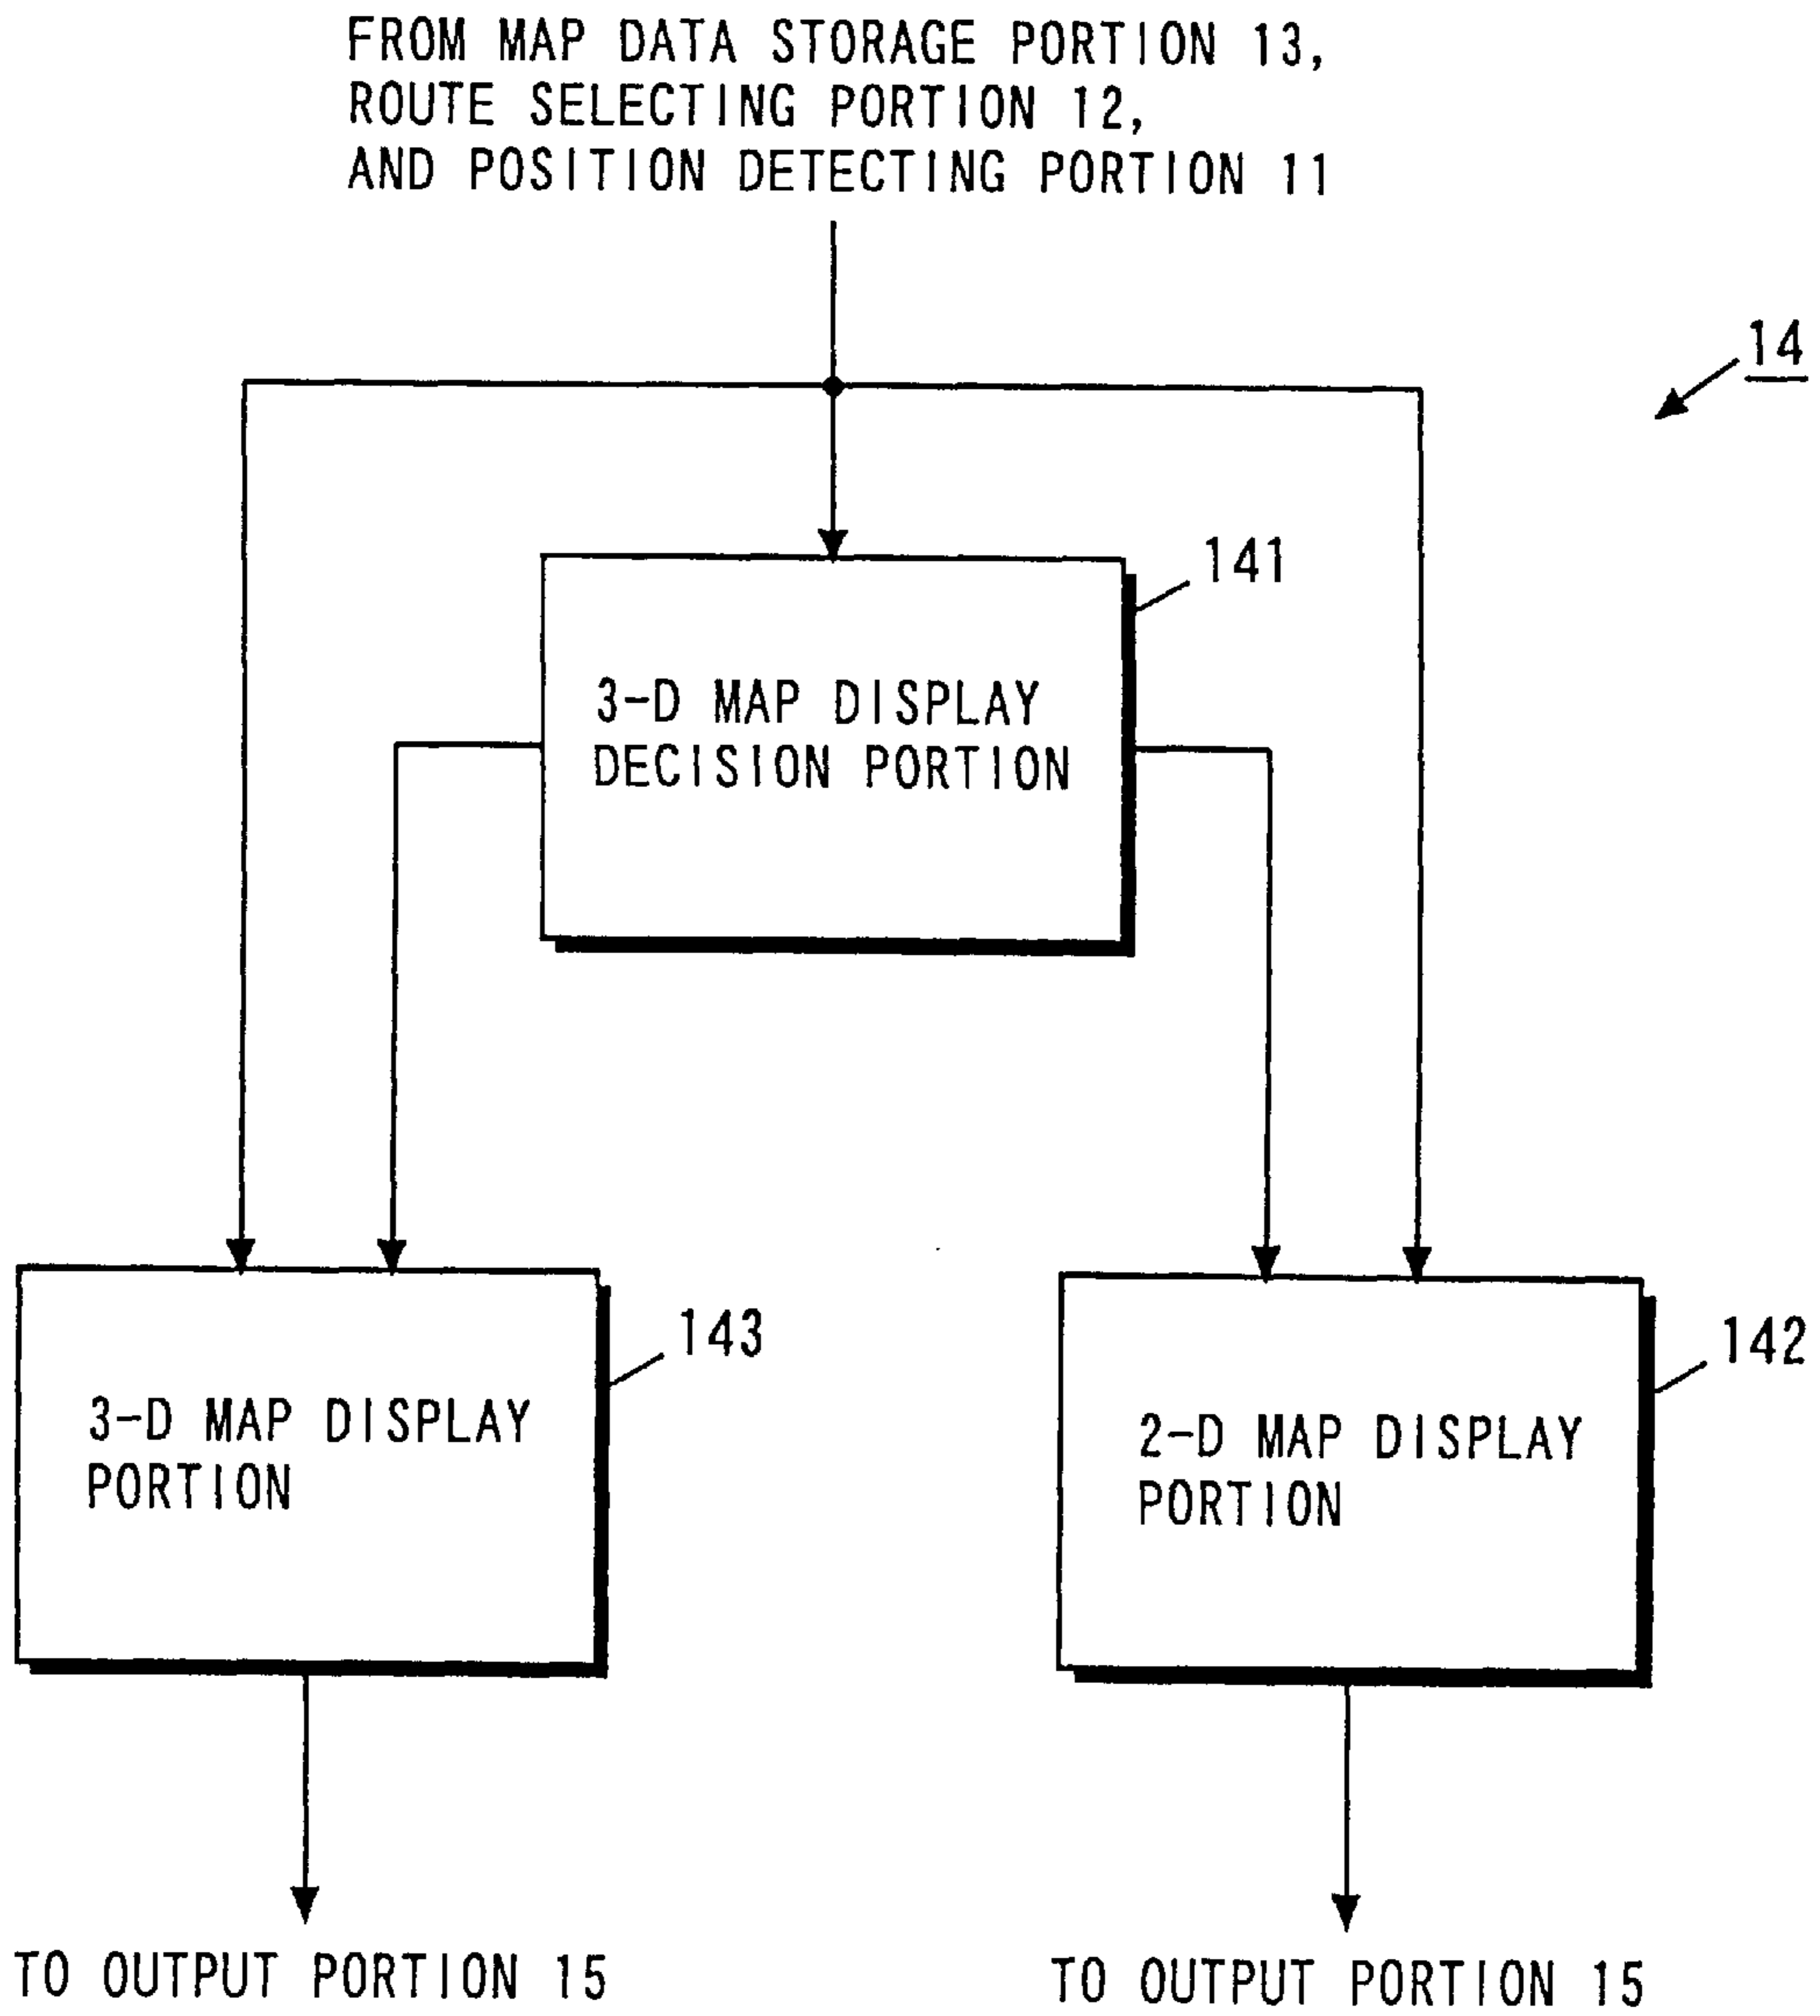 FROM MAP DATA STORAGE PORTION 13,
ROUTE SELECTING PORTION 12,
AND POSITION DETECTING PORTION 11
14
141
3-D MAP DISPLAY
DECISION PORTION
143
3-D MAP DISPLAY
PORTION
142
2-D MAP DISPLAY
PORTION
TO OUTPUT PORTION 15
TO OUTPUT PORTION 15